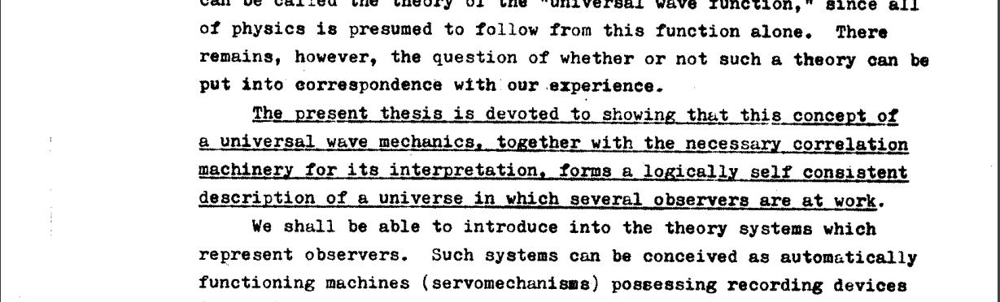 can be called the theory of the "universal wave function," since all
of physics is presumed to follow from this function alone. There
remains, however, the question of whether or not such a theory can be
put into correspondence with our experience.
The present thesis is devoted to showing that this concept of
a universal wave mechanics, together with the necessary correlation
machinery for its interpretation, forms a logically self consistent
description of a universe in which several observers are at work.
We shall be able to introduce into the theory systems which
represent observers. Such systems can be conceived as automatically
functioning machines (servomechanisms) possessing recording devices